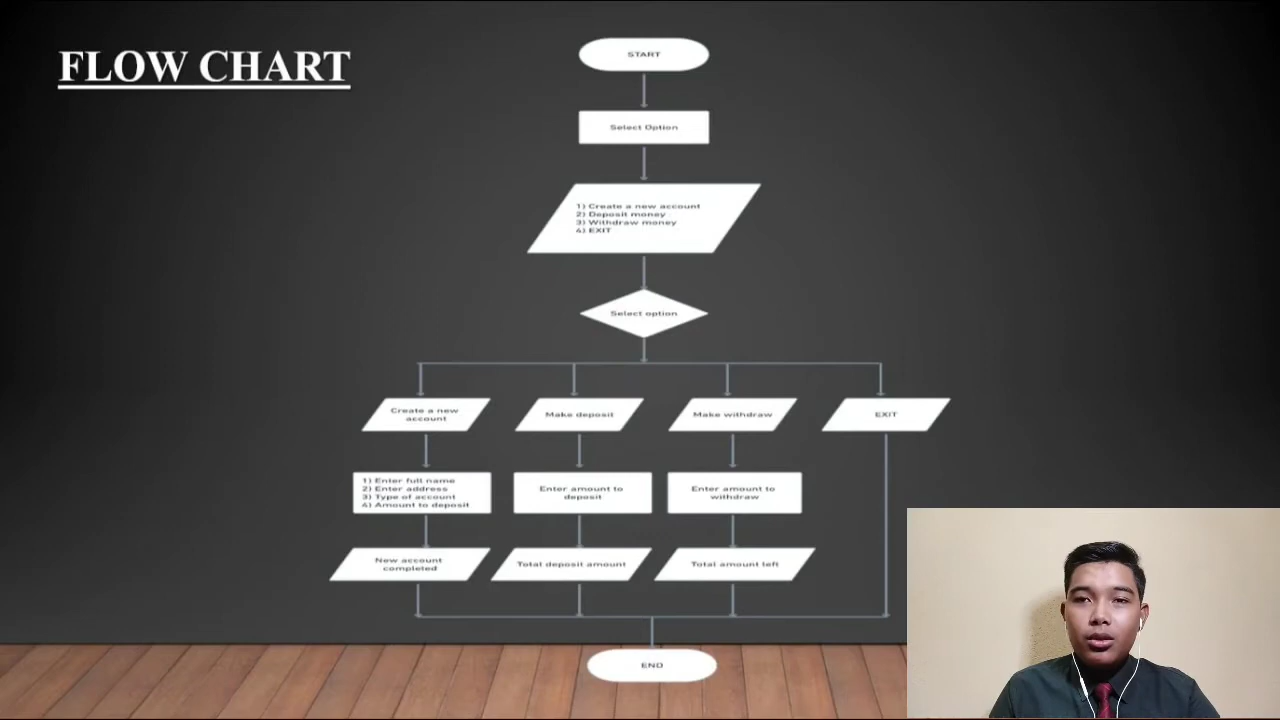 FLOW CHART
START
Select Option
1) Create a new account
2) Deposit money
3) Withdraw money
4) EXIT
Select option
Create a new
account
Make deposit
Make withdraw
EXIT
1) Enter full name
2) Enter address
3) Type of account
4) Amount to deposit
Enter amount to
deposit
Enter amount to
withdraw
New account
completed
Total deposit amount
Total amount left
END